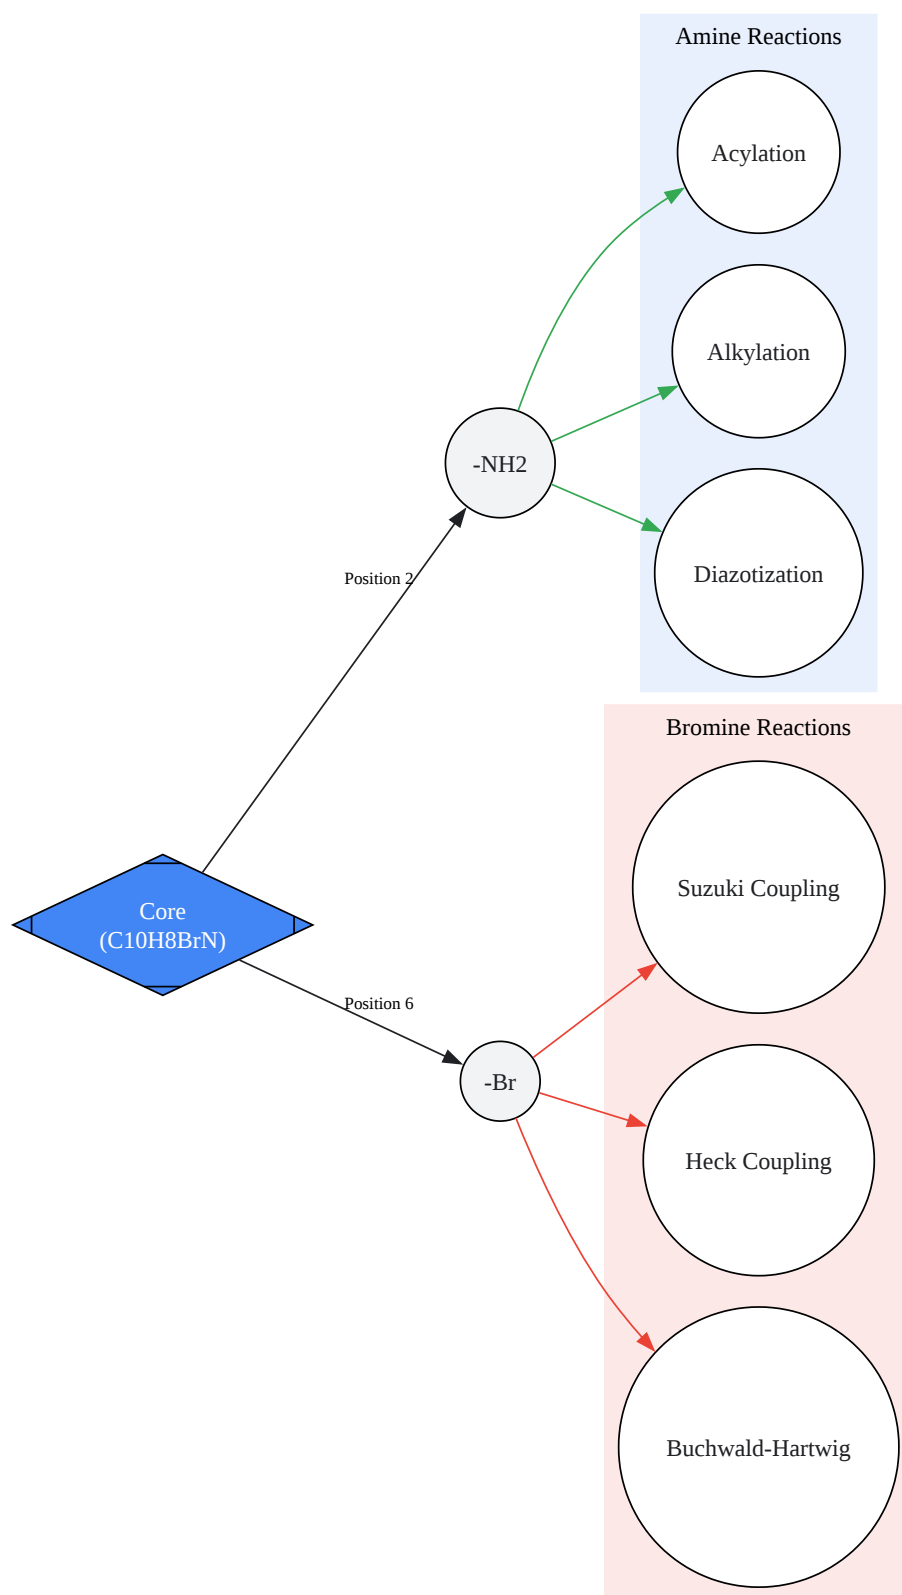 Amine Reactions
Acylation
Alkylation
-NH2
Diazotization
Position 2
Bromine Reactions
Suzuki Coupling
Core
(C10H8BrN)
Position 6
-Br
Heck Coupling
Buchwald-Hartwig